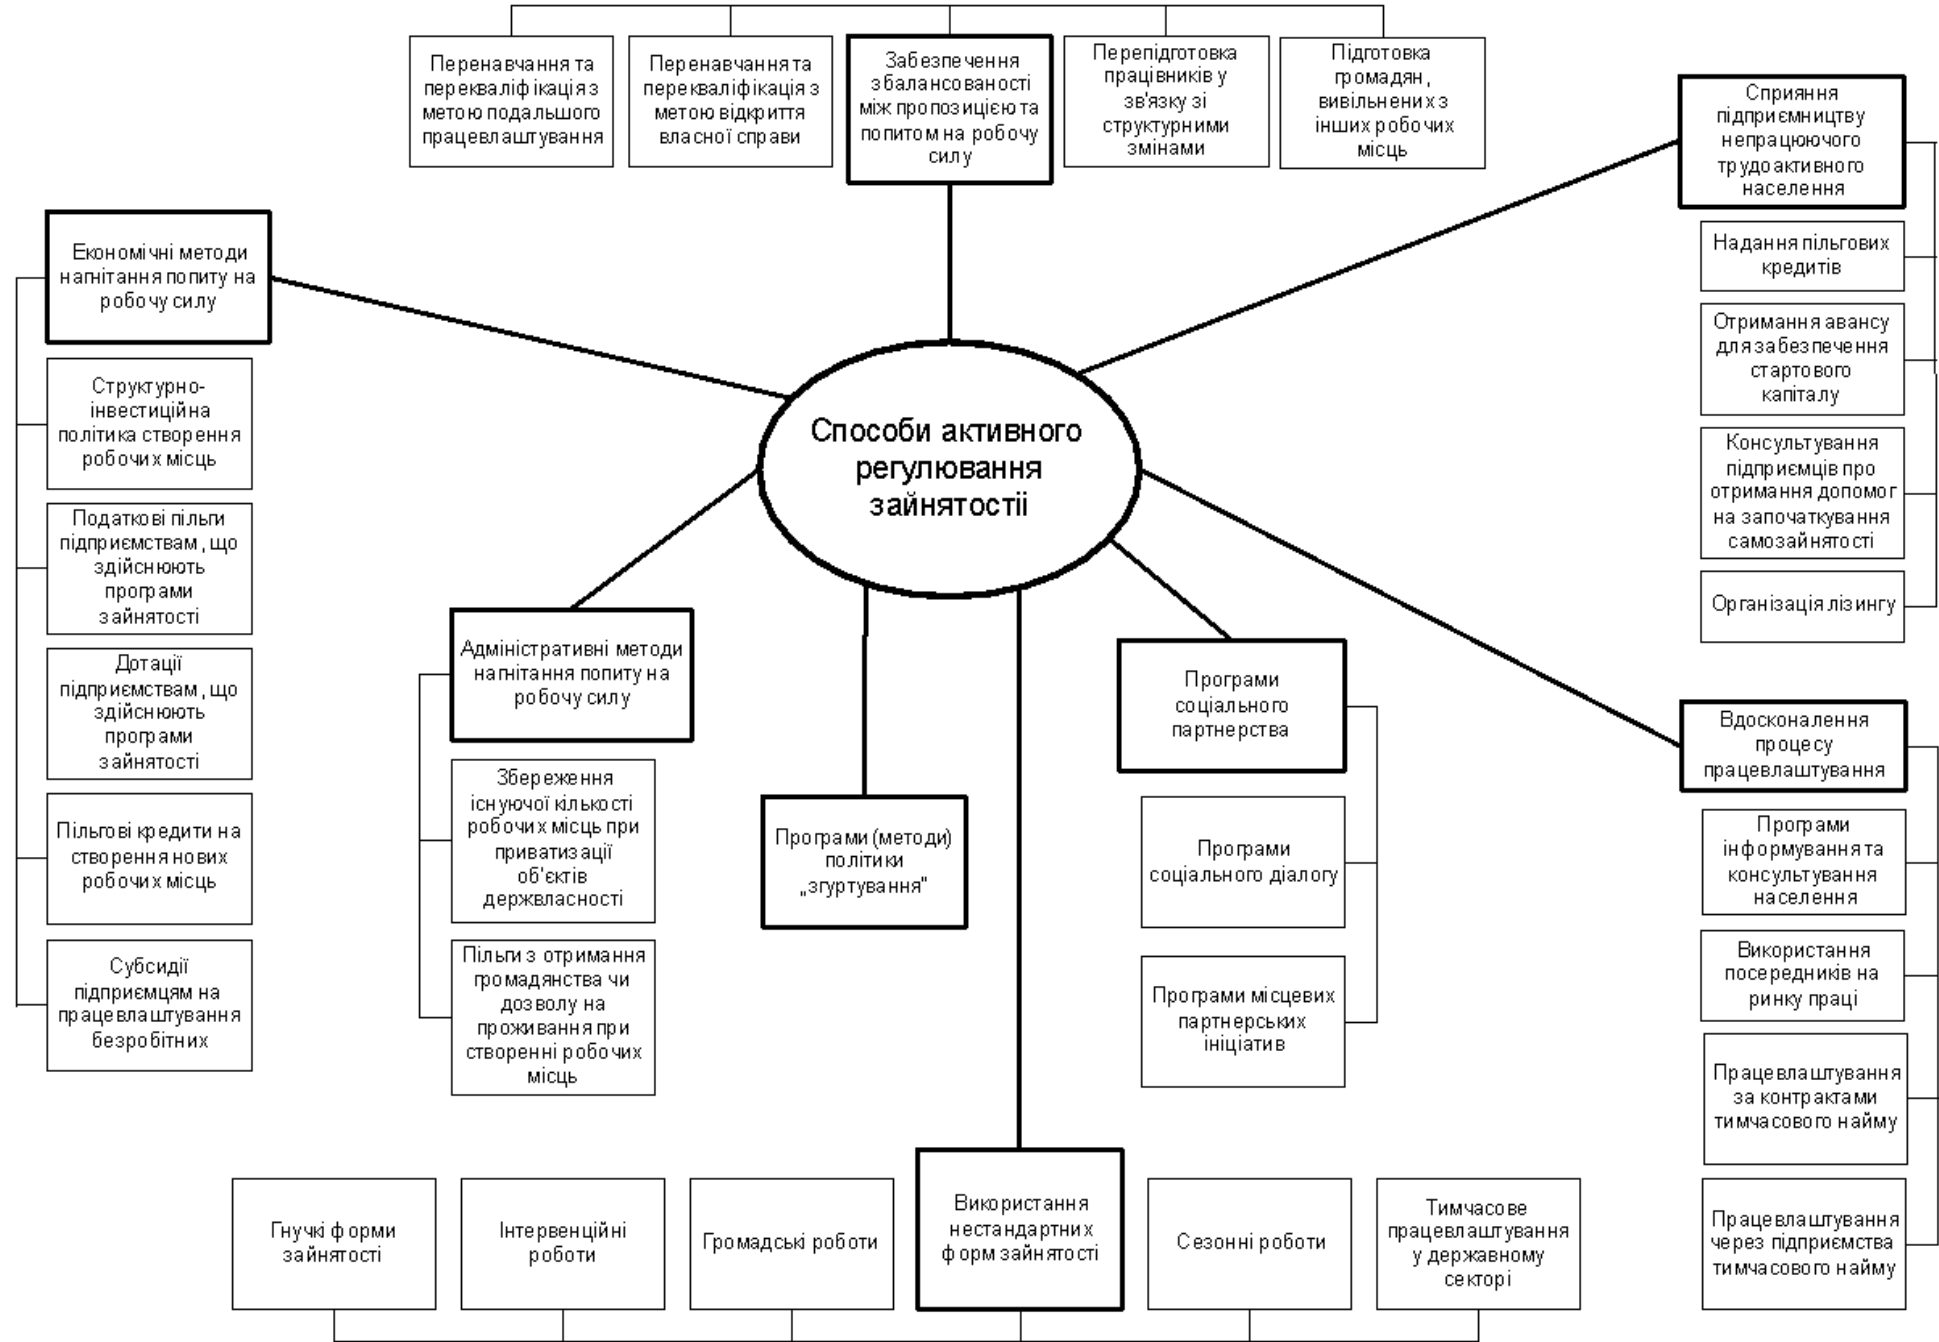 Перенавчання та
перекваліфікація з
метою подальшого
працевлаштування
Перенавчання та
перекваліфікація з
метою відкриття
власної справи
Забезпечення
збалансованості
між пропозицією та
попитом на робочу
силу
Перепідготовка
працівників у
зв'язку зі
структурними
змінами
Підготовка
громадян,
вивільнених з
інших робочих
місць
Сприяння
підприємництву
непрацюючого
трудоактивного
населення
Надання пільгових
кредитів
Отримання авансу
для забезпечення
стартового
капіталу
Консультування
підприємців про
отримання допомог
на започаткування
самозайнятості
Організація лізингу
Економічні методи
нагнітання попиту на
робочу силу
Структурно-
інвестиційна
політика створення
робочих місць
Податкові пільги
підприємствам, що
здійснюють
програми
зайнятості
Дотації
підприємствам, що
здійснюють
програми
зайнятості
Пільгові кредити на
створення нових
робочих місць
Субсидії
підприємцям на
працевлаштування
безробітних
Способи активного
регулювання
зайнятостіі
Адміністративні методи
нагнітання попиту на
робочу силу
Збереження
існуючої кількості
робочих місць при
приватизації
об'єктів
держвласності
Пільги з отримання
громадянства чи
дозволу на
проживання при
створенні робочих
місць
Програми (методи)
політики
„згуртування"
Програми
соціального
партнерства
Програми
соціального діалогу
Програми місцевих
партнерських
ініціатив
Вдосконалення
процесу
працевлаштування
Програми
інформування та
консультування
населення
Використання
посередників на
ринку праці
Працевлаштування
за контрактами
тимчасового найму
Працевлаштування
через підприємства
тимчасового найму
Гнучкі форми
зайнятості
Інтервенційні
роботи
Громадські роботи
Використання
нестандартних
форм зайнятості
Сезонні роботи
Тимчасове
працевлаштування
у державному
секторі